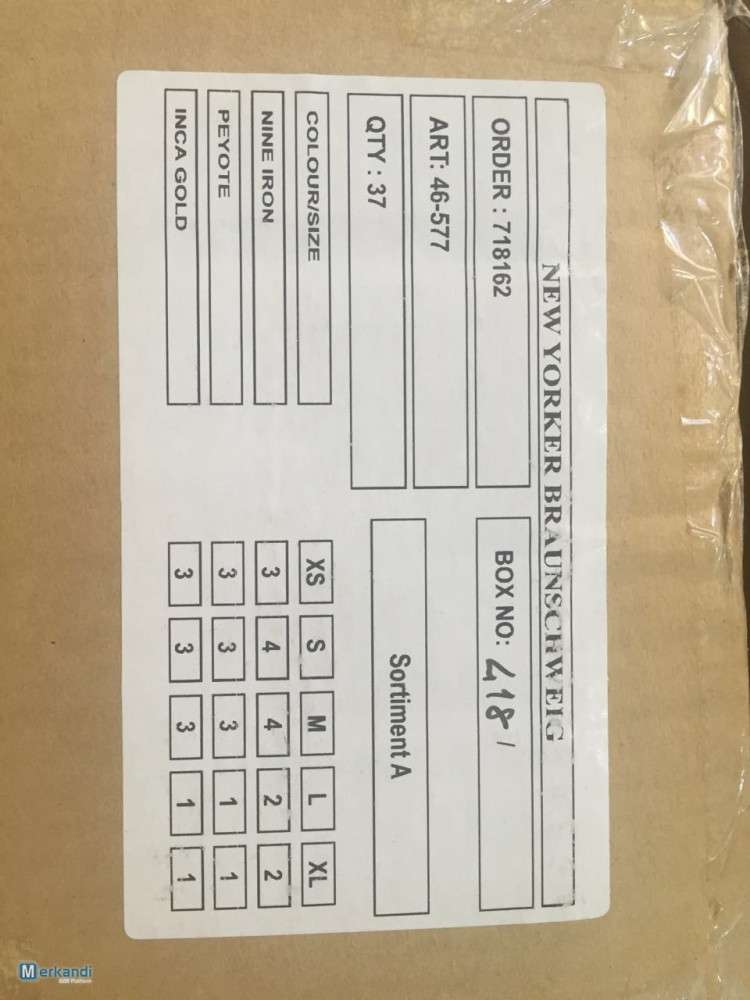 NEW YORKER BRAUNSCHWEIG
ORDER : 718162
BOX NO: 418 /
ART: 46-577
QTY : 37
Sortiment A
COLOUR/SIZE XS S M L XL
NINE IRON 3 4 4 2 2
PEYOTE 3 3 3 1 1
INCA GOLD 3 3 3 1 1
Merkandi
B2B Platform